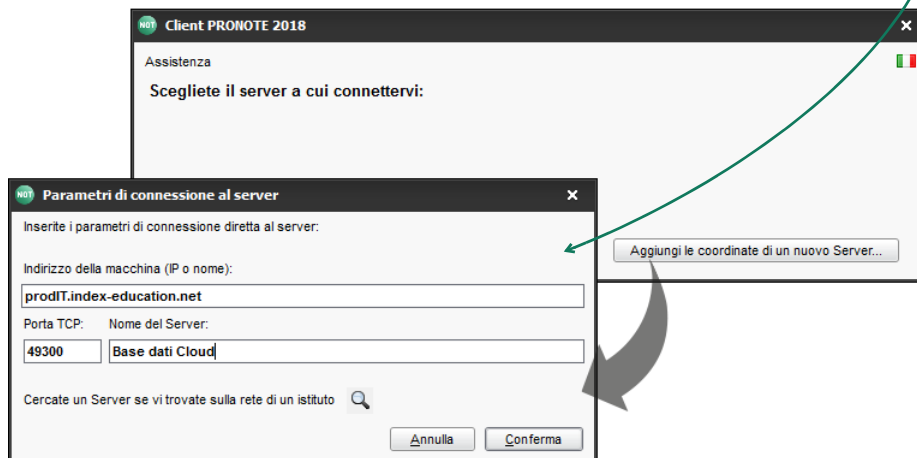 NOT Client PRONOTE 2018
Assistenza
Scegliete il server a cui connettervi:
Aggiungi le coordinate di un nuovo Server...
NOT Parametri di connessione al server
Inserite i parametri di connessione diretta al server:
Indirizzo della macchina (IP o nome):
prodIT.index-education.net
Porta TCP: Nome del Server:
49300 Base dati Cloud
Cercate un Server se vi trovate sulla rete di un istituto
Annulla Conferma